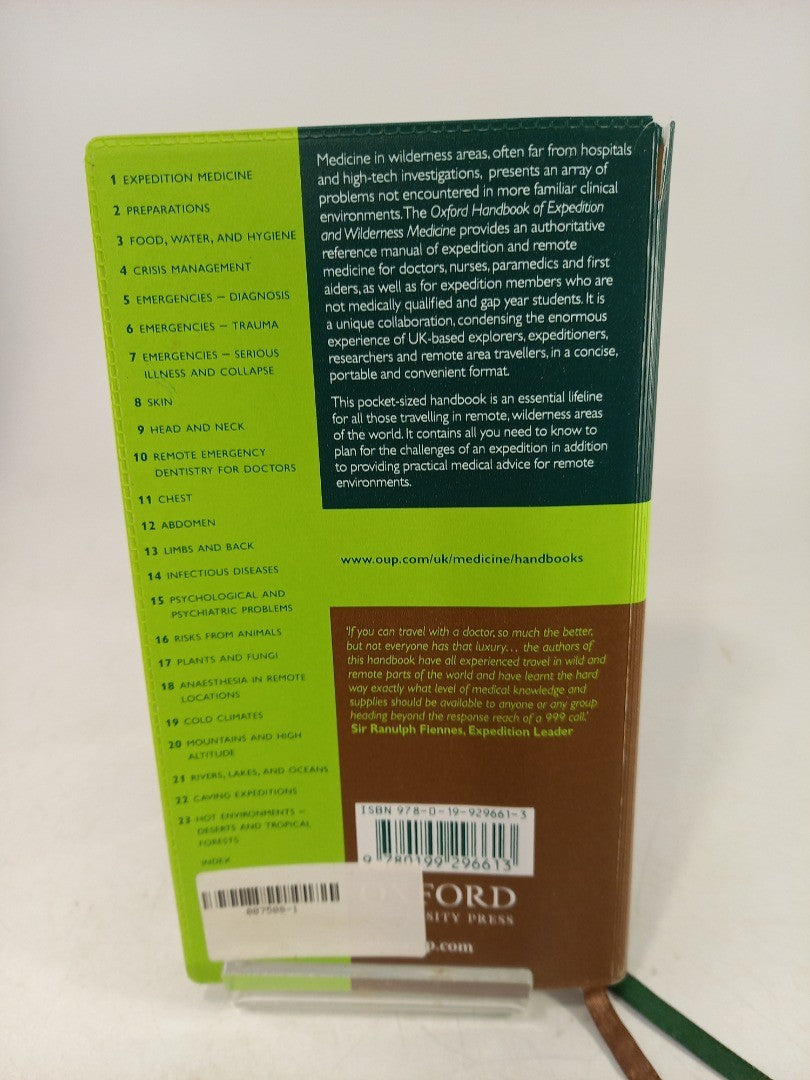 1 EXPEDITION MEDICINE
2 PREPARATIONS
3 FOOD, WATER, AND HYGIENE
4 CRISIS MANAGEMENT
5 EMERGENCIES – DIAGNOSIS
6 EMERGENCIES – TRAUMA
7 EMERGENCIES – SERIOUS
ILLNESS AND COLLAPSE
8 SKIN
9 HEAD AND NECK
10 REMOTE EMERGENCY
DENTISTRY FOR DOCTORS
11 CHEST
12 ABDOMEN
13 LIMBS AND BACK
14 INFECTIOUS DISEASES
15 PSYCHOLOGICAL AND
PSYCHIATRIC PROBLEMS
16 RISKS FROM ANIMALS
17 PLANTS AND FUNGI
18 ANAESTHESIA IN REMOTE
LOCATIONS
19 COLD CLIMATES
20 MOUNTAINS AND HIGH
ALTITUDE
21 RIVERS, LAKES, AND OCEANS
22 CAVING EXPEDITIONS
23 HOT ENVIRONMENTS –
DESERTS AND TROPICAL
FORESTS
INDEX
Medicine in wilderness areas, often far from hospitals
and high-tech investigations, presents an array of
problems not encountered in more familiar clinical
environments. The Oxford Handbook of Expedition
and Wilderness Medicine provides an authoritative
reference manual of expedition and remote
medicine for doctors, nurses, paramedics and first
aiders, as well as for expedition members who are
not medically qualified and gap year students. It is
a unique collaboration, condensing the enormous
experience of UK-based explorers, expeditioners,
researchers and remote area travellers, in a concise,
portable and convenient format.
This pocket-sized handbook is an essential lifeline
for all those travelling in remote, wilderness areas
of the world. It contains all you need to know to
plan for the challenges of an expedition in addition
to providing practical medical advice for remote
environments.
www.oup.com/uk/medicine/handbooks
'If you can travel with a doctor, so much the better,
but not everyone has that luxury... the authors of
this handbook have all experienced travel in wild and
remote parts of the world and have learnt the hard
way exactly what level of medical knowledge and
supplies should be available to anyone or any group
heading beyond the response reach of a 999 call.'
Sir Ranulph Fiennes, Expedition Leader
ISBN 978-0-19-929661-3
9 780199 296613
OXFORD
SITY PRESS
p.com